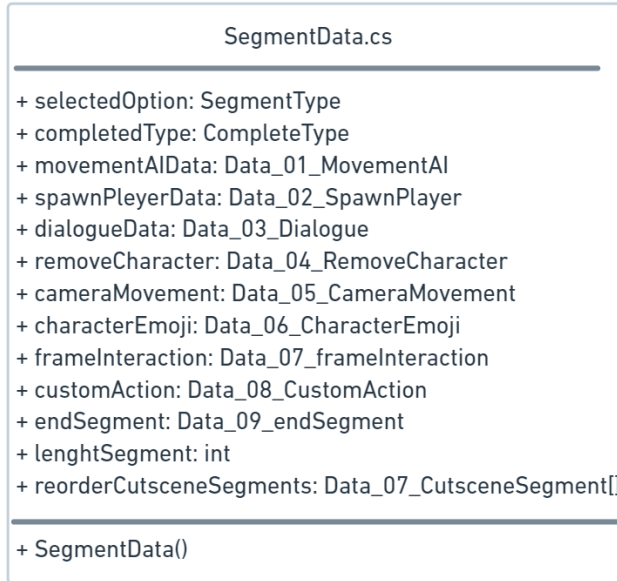 SegmentData.cs
+ selectedOption: SegmentType
+ completedType: CompleteType
+ movementAIData: Data_01_MovementAI
+ spawnPleyerData: Data_02_SpawnPlayer
+ dialogueData: Data_03_Dialogue
+ removeCharacter: Data_04_RemoveCharacter
+ cameraMovement: Data_05_CameraMovement
+ characterEmoji: Data_06_CharacterEmoji
+ frameInteraction: Data_07_frameInteraction
+ customAction: Data_08_CustomAction
+ endSegment: Data_09_endSegment
+ lenghtSegment: int
+ reorderCutsceneSegments: Data_07_CutsceneSegment[]
+ SegmentData()